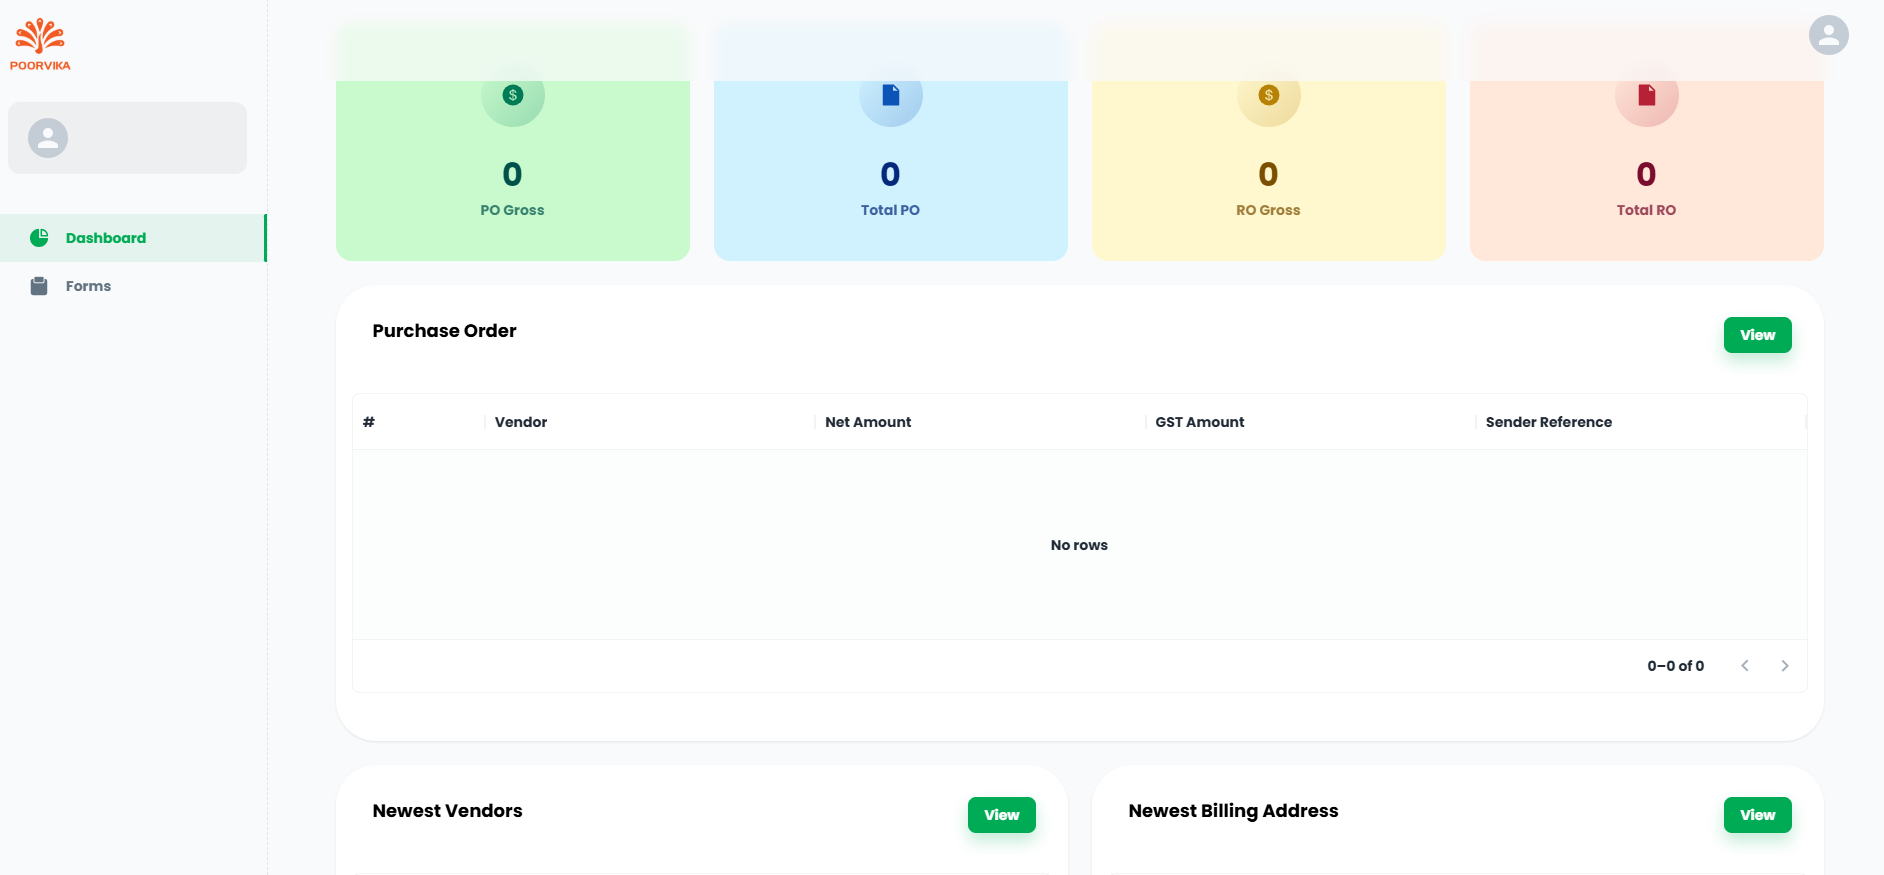 POORVIKA
Dashboard
Forms
$
0
PO Gross
0
Total PO
$
0
RO Gross
0
Total RO
Purchase Order
View
# Vendor Net Amount GST Amount Sender Reference
No rows
0–0 of 0
Newest Vendors
View
Newest Billing Address
View